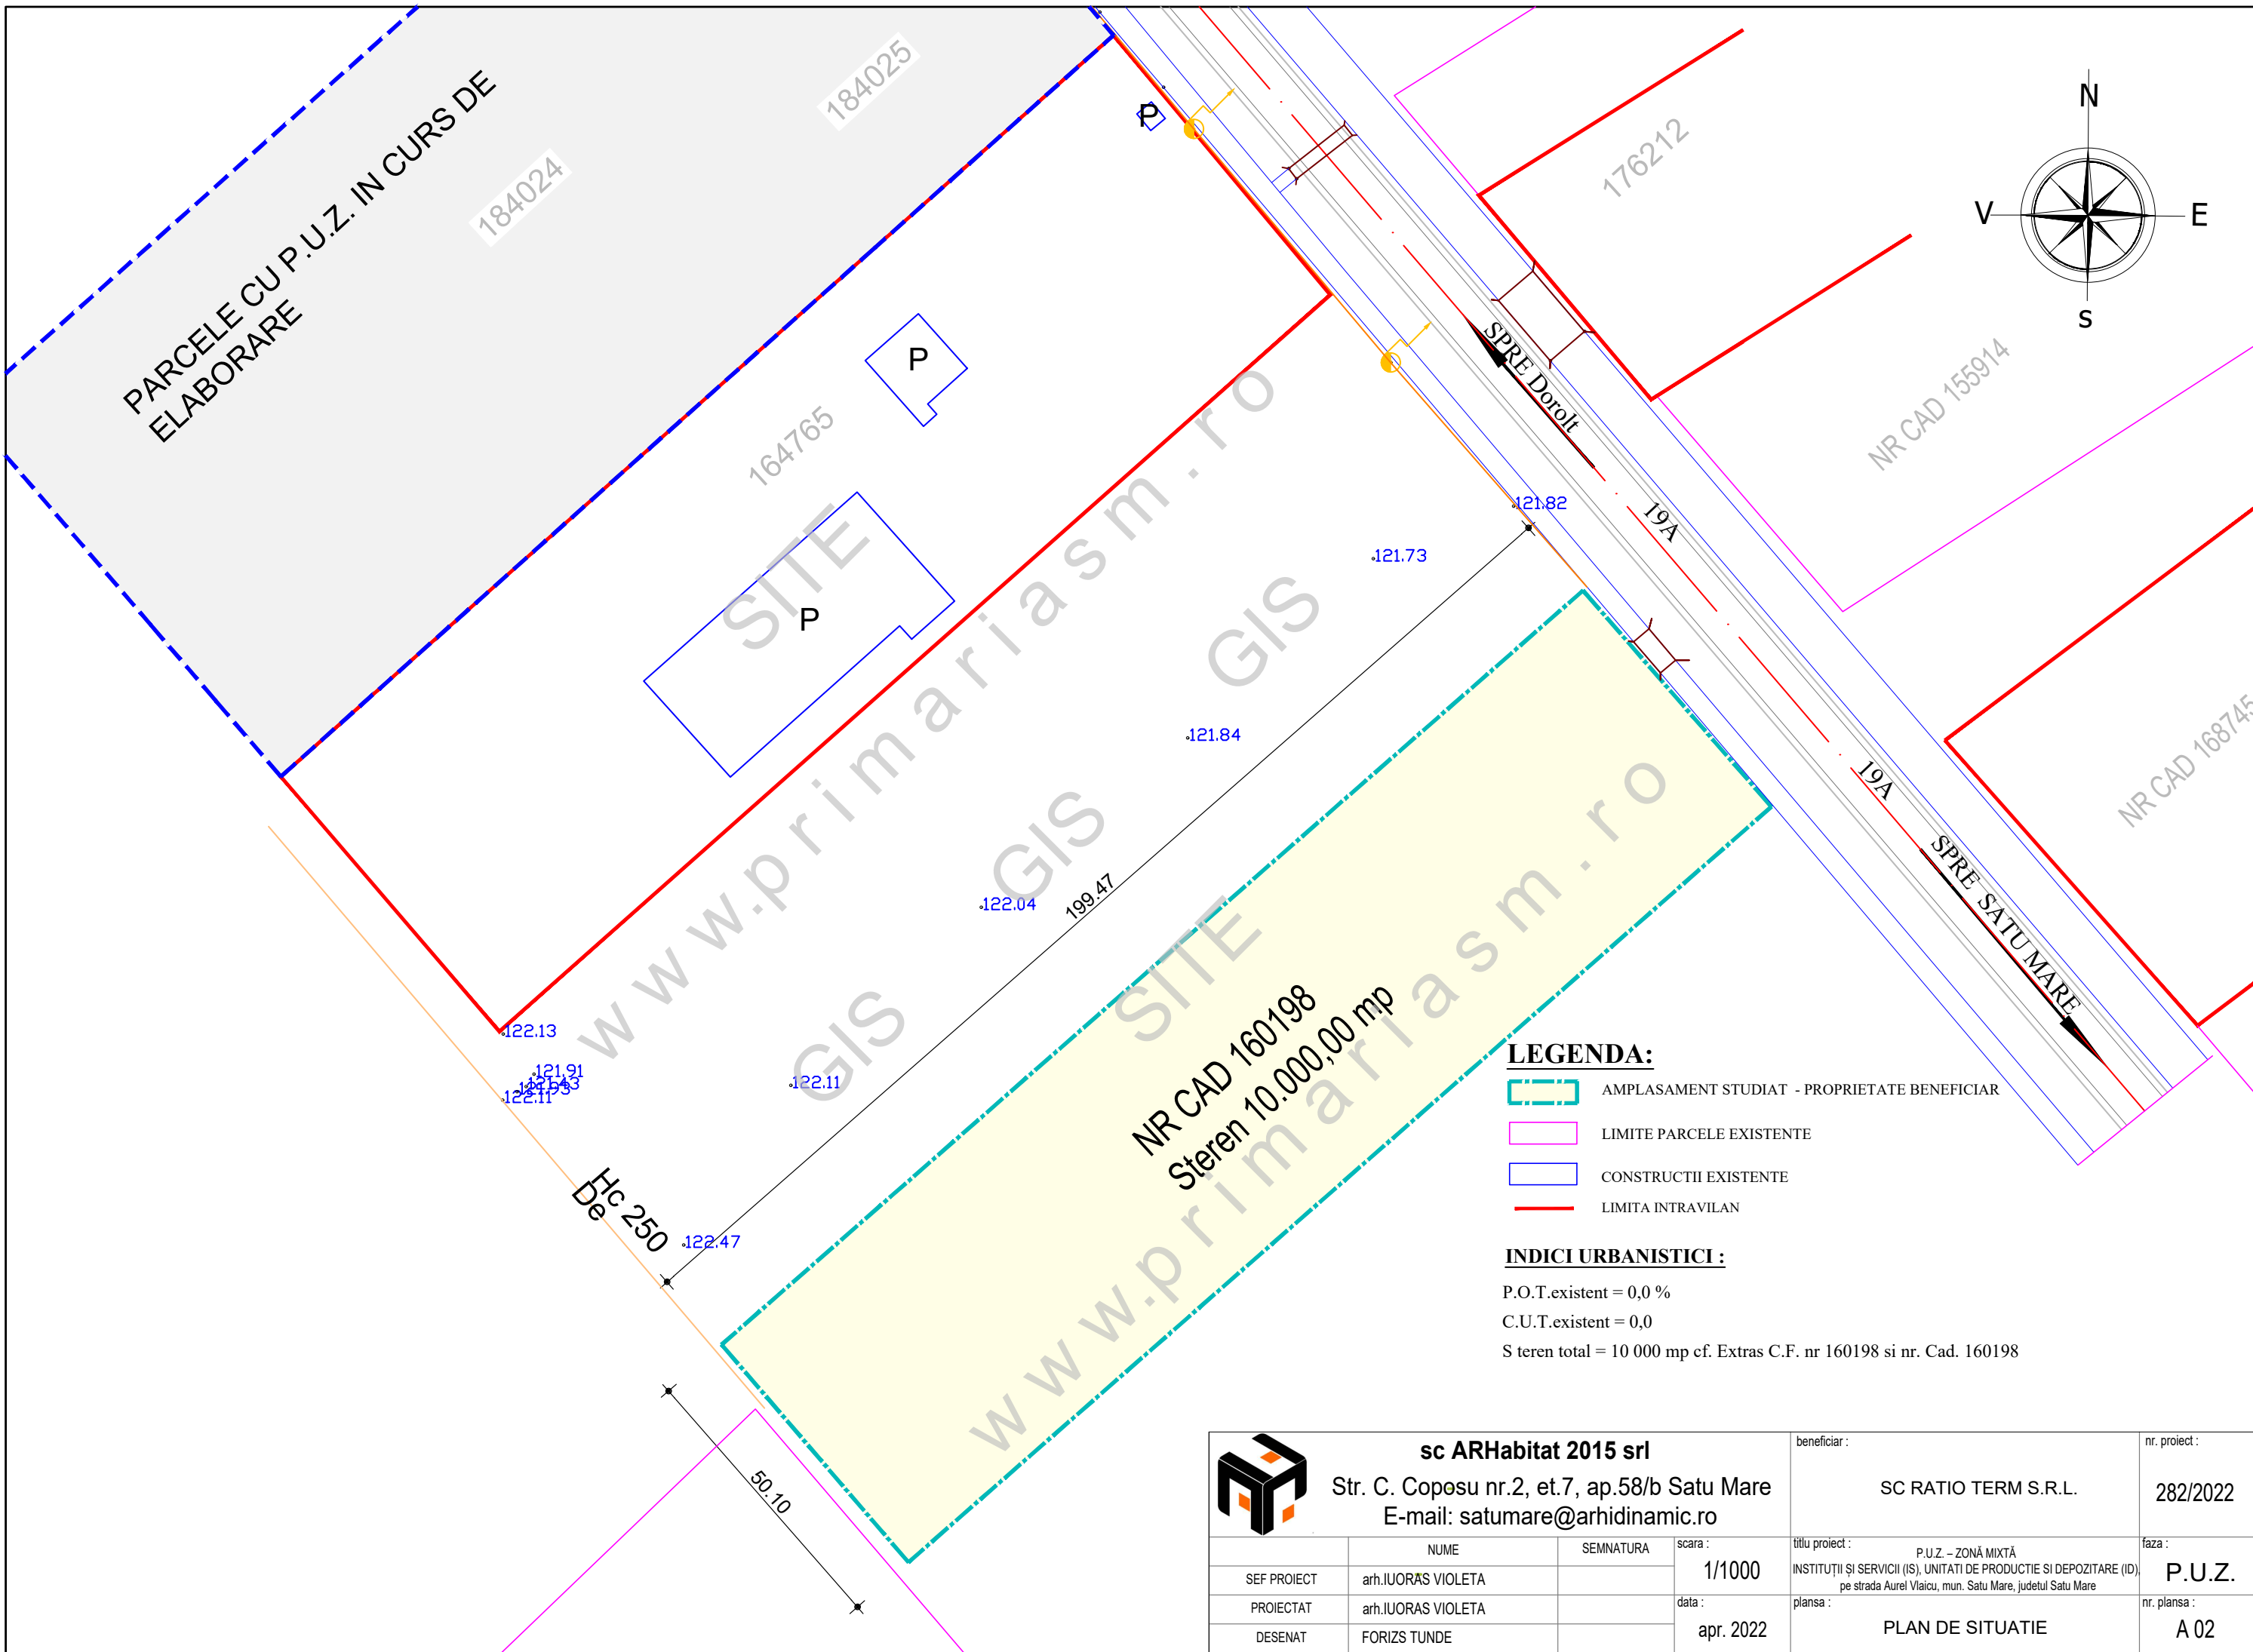 PARCELE CU P.U.Z. IN CURS DE
ELABORARE
184024
184025
164765
P
P
P
176212
NR CAD 155914
NR CAD 168745
N
V
E
S
SPRE Dorolt
19A
19A
SPRE SATU MARE
121.82
121.73
121.84
122.04
122.11
122.47
122.13
121.91
122.11
199.47
50.10
Hc 250
De
NR CAD 160198
Steren 10.000,00 mp
SITE
GIS
www.primariasm.ro
GIS
GIS
SITE
www.primariasm.ro
LEGENDA:
AMPLASAMENT STUDIAT - PROPRIETATE BENEFICIAR
LIMITE PARCELE EXISTENTE
CONSTRUCTII EXISTENTE
LIMITA INTRAVILAN
INDICI URBANISTICI :
P.O.T.existent = 0,0 %
C.U.T.existent = 0,0
S teren total = 10 000 mp cf. Extras C.F. nr 160198 si nr. Cad. 160198
sc ARHabitat 2015 srl
Str. C. Coposu nr.2, et.7, ap.58/b Satu Mare
E-mail: satumare@arhidinamic.ro
beneficiar :
SC RATIO TERM S.R.L.
nr. proiect :
282/2022
NUME
SEMNATURA
SEF PROIECT
arh.IUORAS VIOLETA
PROIECTAT
arh.IUORAS VIOLETA
DESENAT
FORIZS TUNDE
scara :
1/1000
data :
apr. 2022
titlu proiect :
P.U.Z. – ZONĂ MIXTĂ
INSTITUȚII ȘI SERVICII (IS), UNITATI DE PRODUCTIE SI DEPOZITARE (ID),
pe strada Aurel Vlaicu, mun. Satu Mare, judetul Satu Mare
plansa :
PLAN DE SITUATIE
faza :
P.U.Z.
nr. plansa :
A 02